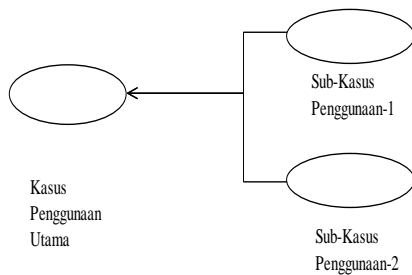 Sub-Kasus
Penggunaan-1
Kasus
Penggunaan
Utama
Sub-Kasus
Penggunaan-2